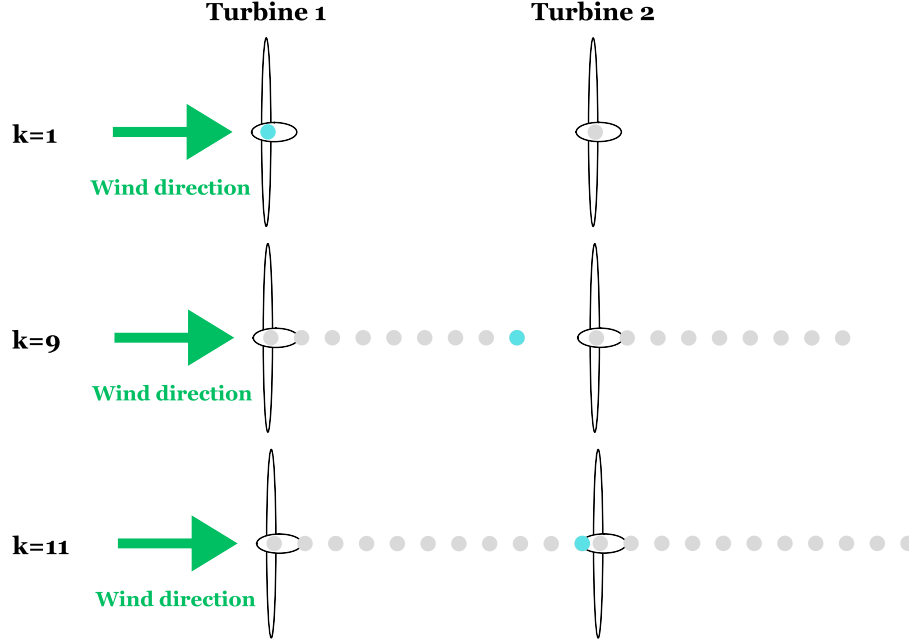 Turbine 1
Turbine 2
k=1
Wind direction
k=9
Wind direction
k=11
Wind direction